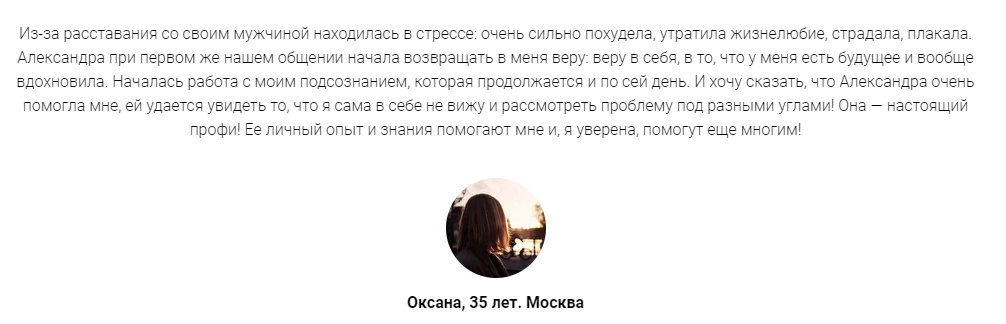 Из-за расставания со своим мужчиной находилась в стрессе: очень сильно похудела, утратила жизнелюбие, страдала, плакала.
Александра при первом же нашем общении начала возвращать в меня веру: веру в себя, в то, что у меня есть будущее и вообще
вдохновила. Началась работа с моим подсознанием, которая продолжается и по сей день. И хочу сказать, что Александра очень
помогла мне, ей удается увидеть то, что я сама в себе не вижу и рассмотреть проблему под разными углами! Она — настоящий
профи! Ее личный опыт и знания помогают мне и, я уверена, помогут еще многим!
Оксана, 35 лет. Москва